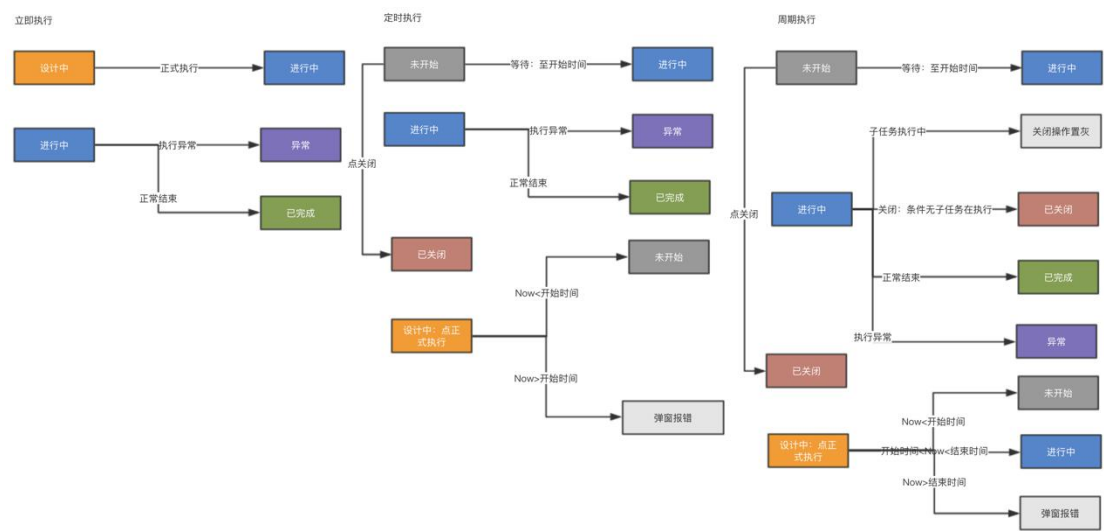 立即执行
设计中
正式执行
进行中
进行中
执行异常
异常
正常结束
已完成
定时执行
未开始
等待：至开始时间
进行中
进行中
执行异常
异常
点关闭
正常结束
已完成
已关闭
未开始
Now<开始时间
设计中：点正
式执行
Now>开始时间
弹窗报错
周期执行
未开始
等待：至开始时间
进行中
子任务执行中
关闭操作置灰
点关闭
进行中
关闭：条件无子任务在执行
已关闭
正常结束
已完成
执行异常
异常
已关闭
未开始
Now<开始时间
设计中：点正
式执行
开始时间<Now<结束时间
进行中
Now>结束时间
弹窗报错